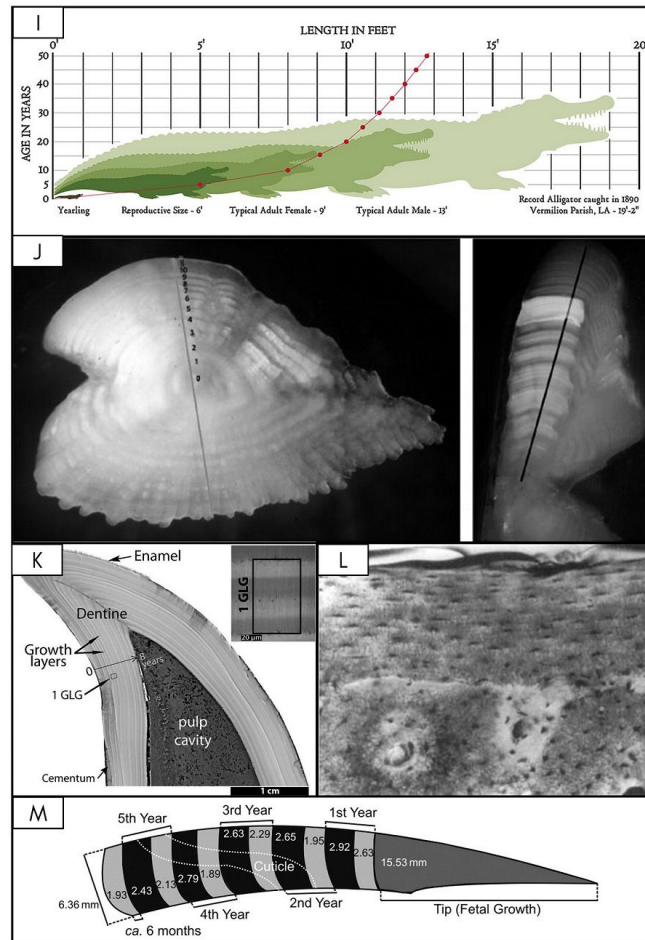 I
LENGTH IN FEET
0' 5' 10' 15' 20'
AGE IN YEARS
50
40
30
20
10
5
0
Yearling
Reproductive Size - 6'
Typical Adult Female - 9'
Typical Adult Male - 13'
Record Alligator caught in 1890
Vermilion Parish, LA - 19'-2"
J
10
9
8
7
6
5
4
3
2
1
0
K
Enamel
Dentine
Growth
layers
0
8
years
1 GLG
pulp
cavity
Cementum
1 cm
1 GLG
20 µm
L
M
5th Year
3rd Year
1st Year
6.36 mm
1.93
2.43
2.13
2.79
1.89
2.63
2.29
2.65
1.95
2.92
2.63
15.53 mm
Cuticle
4th Year
2nd Year
Tip (Fetal Growth)
ca. 6 months